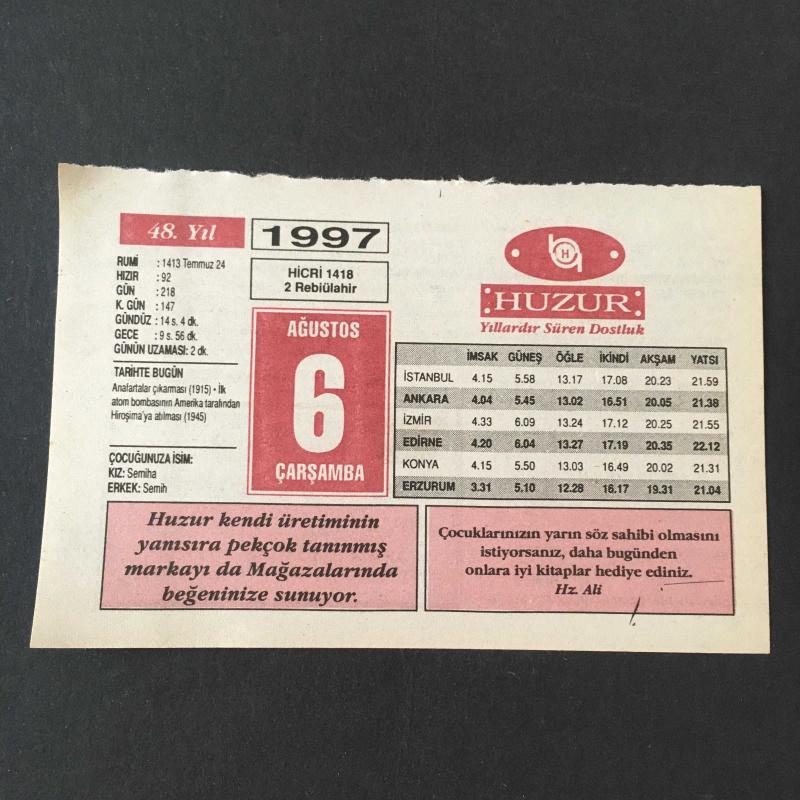 48. Yıl
1997
RUMİ : 1413 Temmuz 24
HIZIR : 92
GÜN : 218
K. GÜN : 147
GÜNDÜZ : 14 s. 4 dk.
GECE : 9 s. 56 dk.
GÜNÜN UZAMASI: 2 dk.
HİCRİ 1418
2 Rebiülahir
TARİHTE BUGÜN
Anafartalar çıkarması (1915) • İlk
atom bombasının Amerika tarafından
Hiroşima'ya atılması (1945)
ÇOCUĞUNUZA İSİM:
KIZ: Semiha
ERKEK: Semih
AĞUSTOS
6
ÇARŞAMBA
H
HUZUR
Yıllardır Süren Dostluk
İMSAK GÜNEŞ ÖĞLE İKİNDİ AKŞAM YATSI
İSTANBUL 4.15 5.58 13.17 17.08 20.23 21.59
ANKARA 4.04 5.45 13.02 16.51 20.05 21.38
İZMİR 4.33 6.09 13.24 17.12 20.25 21.55
EDİRNE 4.20 6.04 13.27 17.19 20.35 22.12
KONYA 4.15 5.50 13.03 16.49 20.02 21.31
ERZURUM 3.31 5.10 12.28 16.17 19.31 21.04
Huzur kendi üretiminin
yanısıra pekçok tanınmış
markayı da Mağazalarında
beğeninize sunuyor.
Çocuklarınızın yarın söz sahibi olmasını
istiyorsanız, daha bugünden
onlara iyi kitaplar hediye ediniz.
Hz. Ali